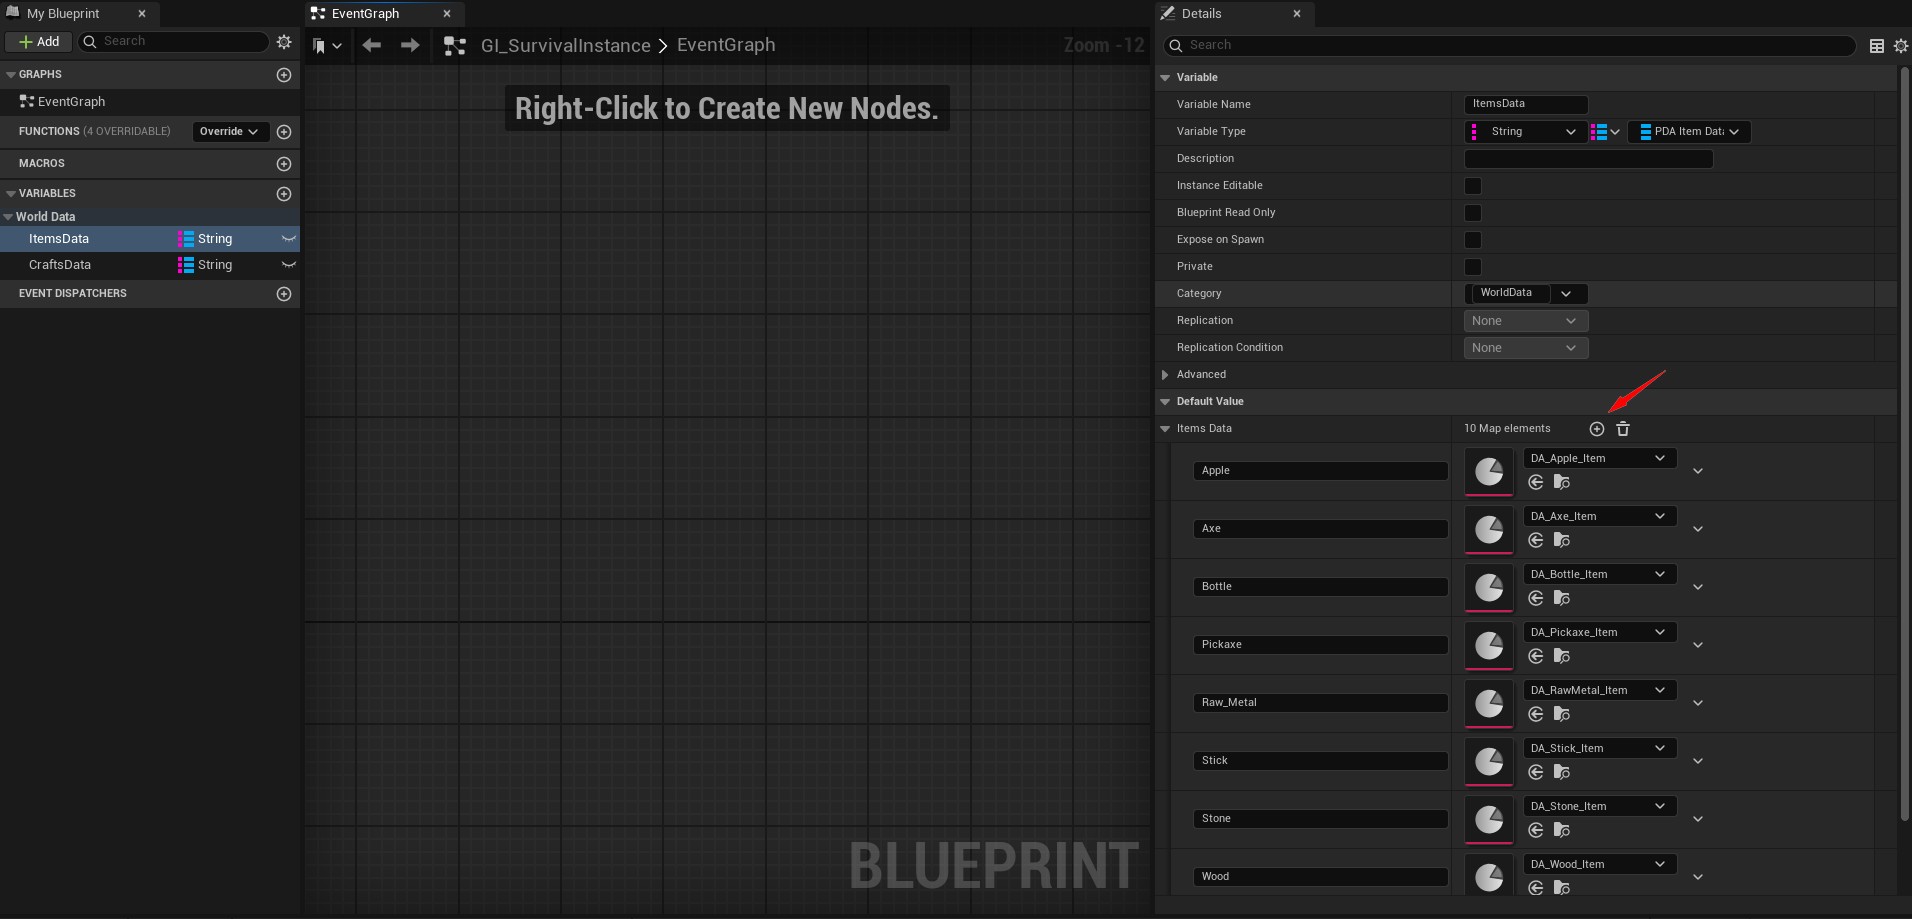 My Blueprint
Add
Search
GRAPHS
EventGraph
FUNCTIONS (4 OVERRIDABLE)
Override
MACROS
VARIABLES
World Data
ItemsData
String
CraftsData
String
EVENT DISPATCHERS
EventGraph
GI_SurvivalInstance
EventGraph
Zoom -12
Right-Click to Create New Nodes.
BLUEPRINT
Details
Search
Variable
Variable Name
ItemsData
Variable Type
String
PDA Item Data
Description
Instance Editable
Blueprint Read Only
Expose on Spawn
Private
Category
WorldData
Replication
None
Replication Condition
None
Advanced
Default Value
Items Data
10 Map elements
Apple
DA_Apple_Item
Axe
DA_Axe_Item
Bottle
DA_Bottle_Item
Pickaxe
DA_Pickaxe_Item
Raw_Metal
DA_RawMetal_Item
Stick
DA_Stick_Item
Stone
DA_Stone_Item
Wood
DA_Wood_Item